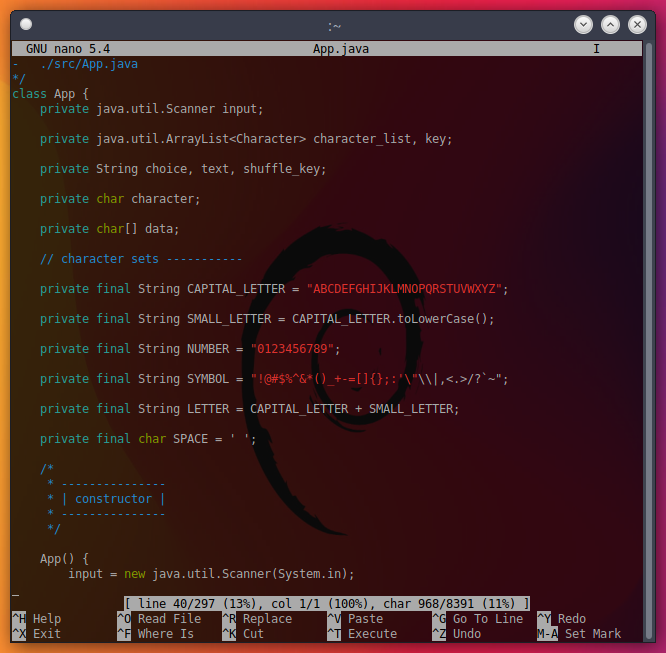 :~
GNU nano 5.4 App.java I
- ./src/App.java
*/
class App {
    private java.util.Scanner input;
    private java.util.ArrayList<Character> character_list, key;
    private String choice, text, shuffle_key;
    private char character;
    private char[] data;
    // character sets -----------
    private final String CAPITAL_LETTER = "ABCDEFGHIJKLMNOPQRSTUVWXYZ";
    private final String SMALL_LETTER = CAPITAL_LETTER.toLowerCase();
    private final String NUMBER = "0123456789";
    private final String SYMBOL = "!@#$%^&*()_+-=[]{};:'\"\\|,<.>/?`~";
    private final String LETTER = CAPITAL_LETTER + SMALL_LETTER;
    private final char SPACE = ' ';
    /*
     * ---------------
     * | constructor |
     * ---------------
     */
    App() {
        input = new java.util.Scanner(System.in);
[ line 40/297 (13%), col 1/1 (100%), char 968/8391 (11%) ]
^H Help ^O Read File ^R Replace ^V Paste ^G Go To Line ^Y Redo
^X Exit ^F Where Is ^K Cut ^T Execute ^Z Undo M-A Set Mark